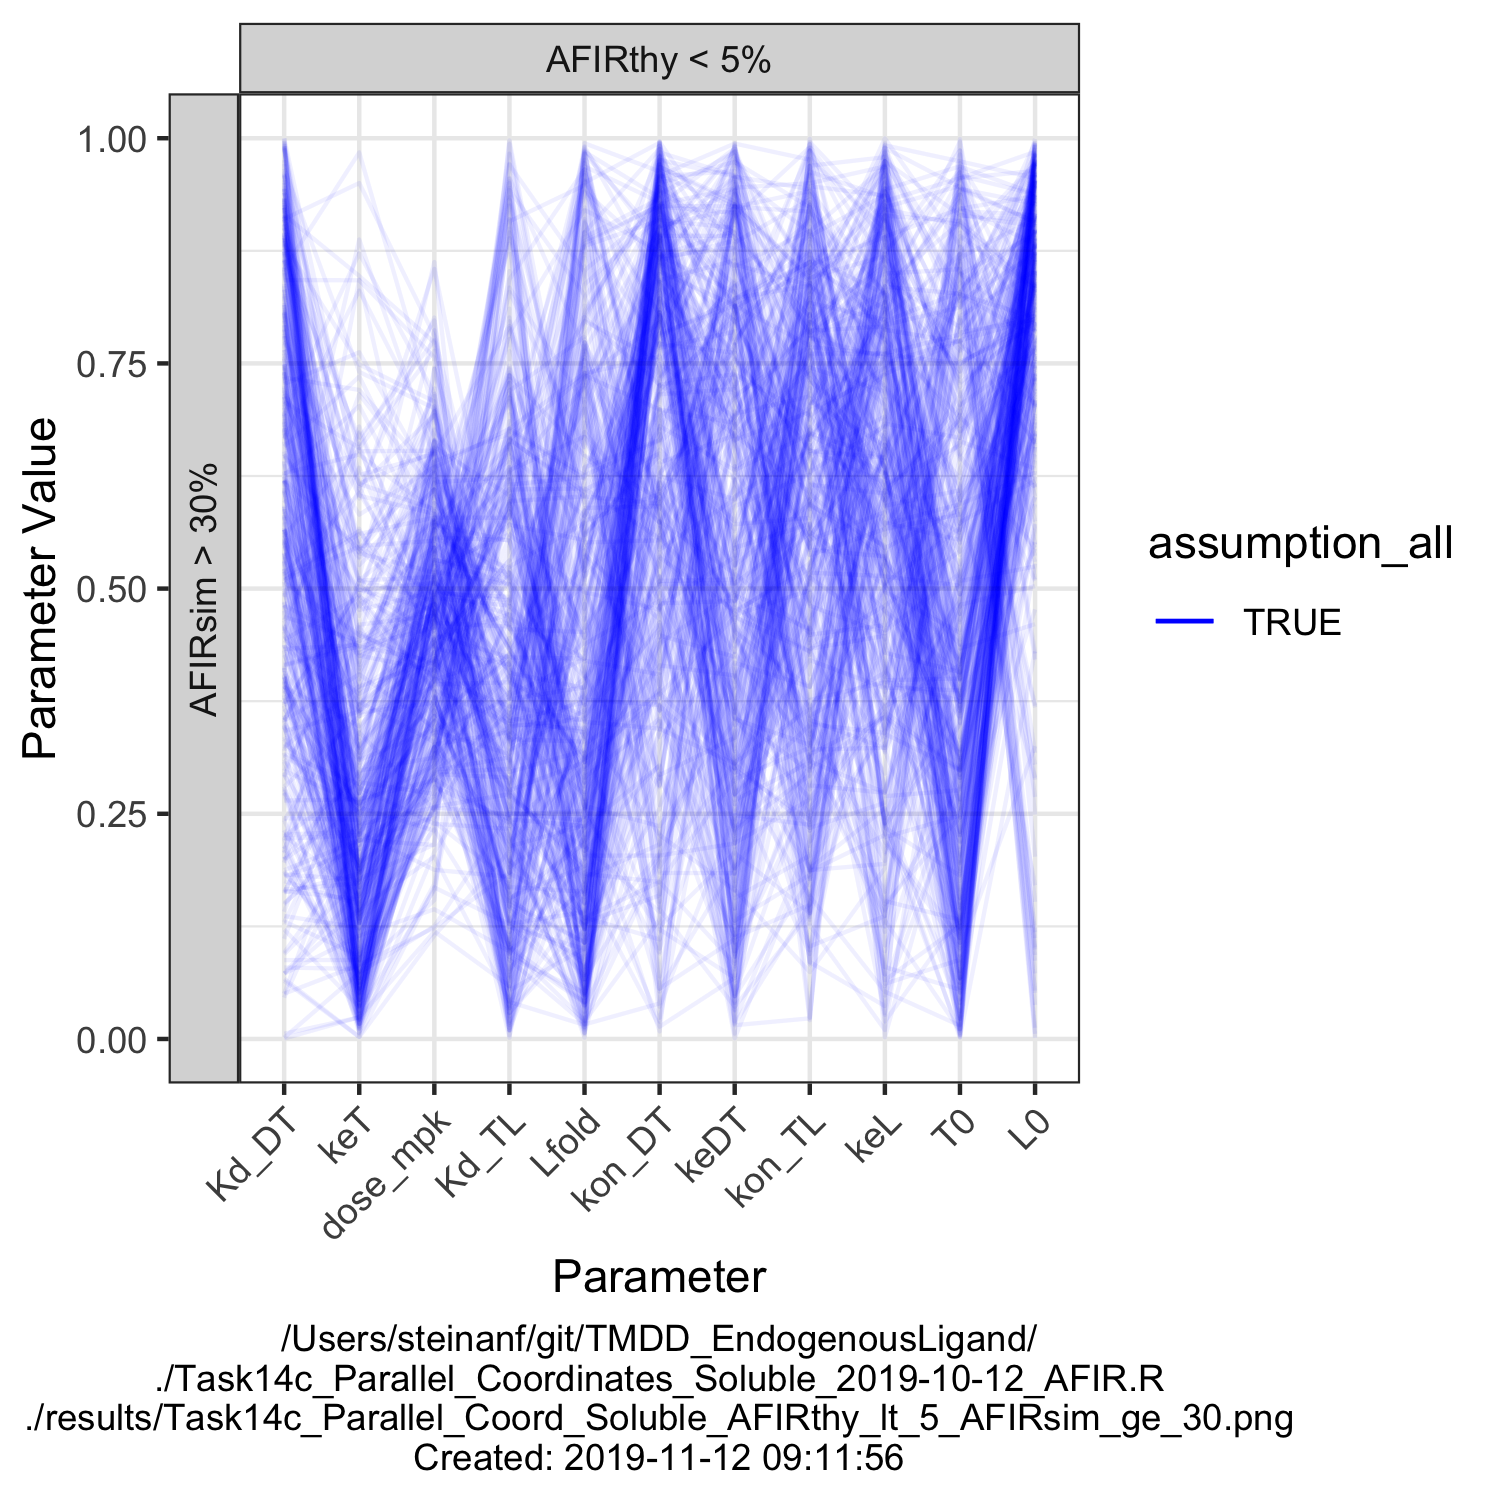 AFIRthy < 5%
AFIRsim > 30%
Parameter Value
1.00
0.75
0.50
0.25
0.00
Kd_DT
keT
dose_mpk
Kd_TL
Lfold
kon_DT
keDT
kon_TL
keL
T0
L0
Parameter
assumption_all
TRUE
/Users/steinanf/git/TMDD_EndogenousLigand/
./Task14c_Parallel_Coordinates_Soluble_2019-10-12_AFIR.R
./results/Task14c_Parallel_Coord_Soluble_AFIRthy_lt_5_AFIRsim_ge_30.png
Created: 2019-11-12 09:11:56